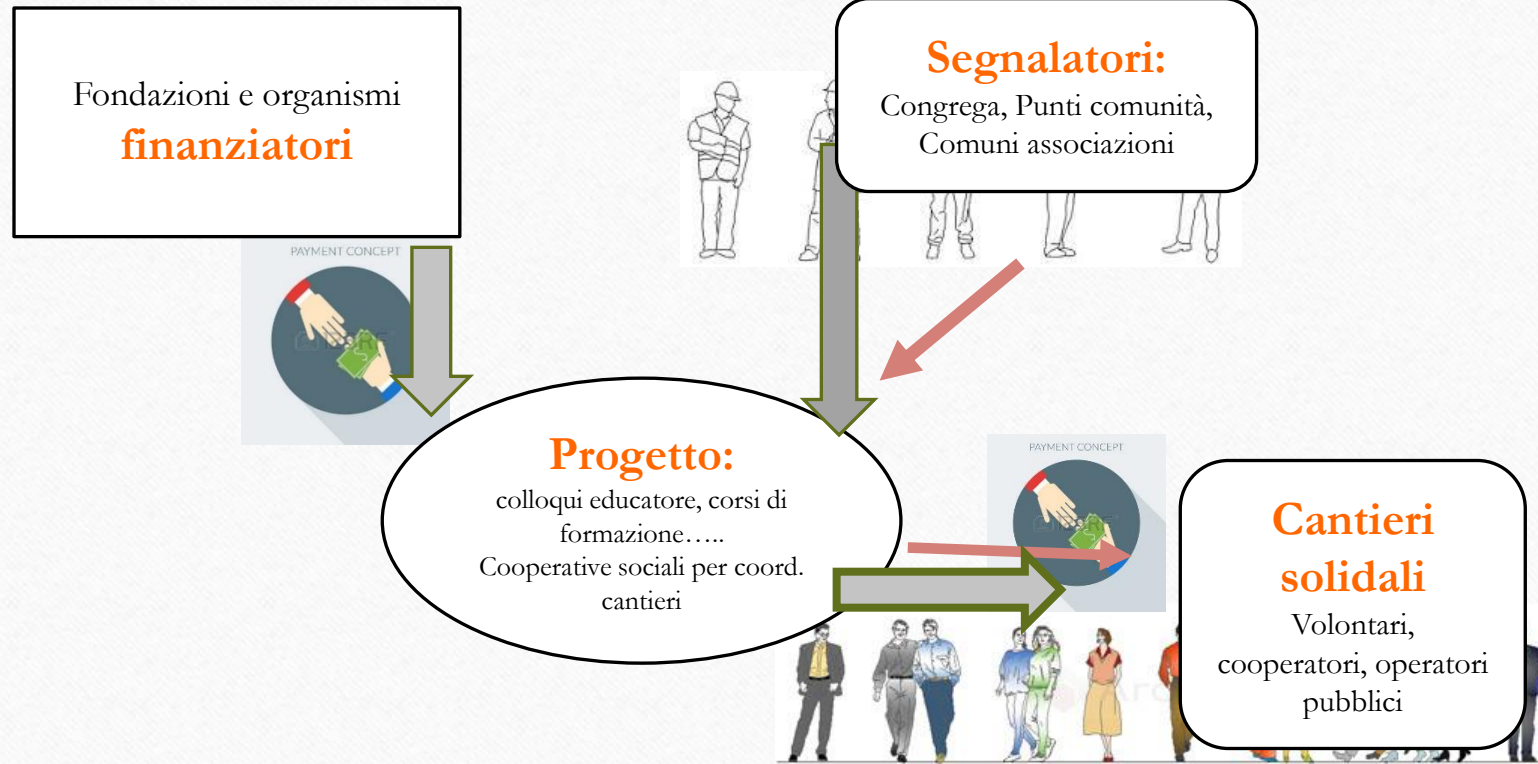 Fondazioni e organismi
finanziatori
Segnalatori:
Congrega, Punti comunità,
Comuni associazioni
PAYMENT CONCEPT
Progetto:
colloqui educatore, corsi di
formazione…..
Cooperative sociali per coord.
cantieri
PAYMENT CONCEPT
Cantieri
solidali
Volontari,
cooperatori, operatori
pubblici